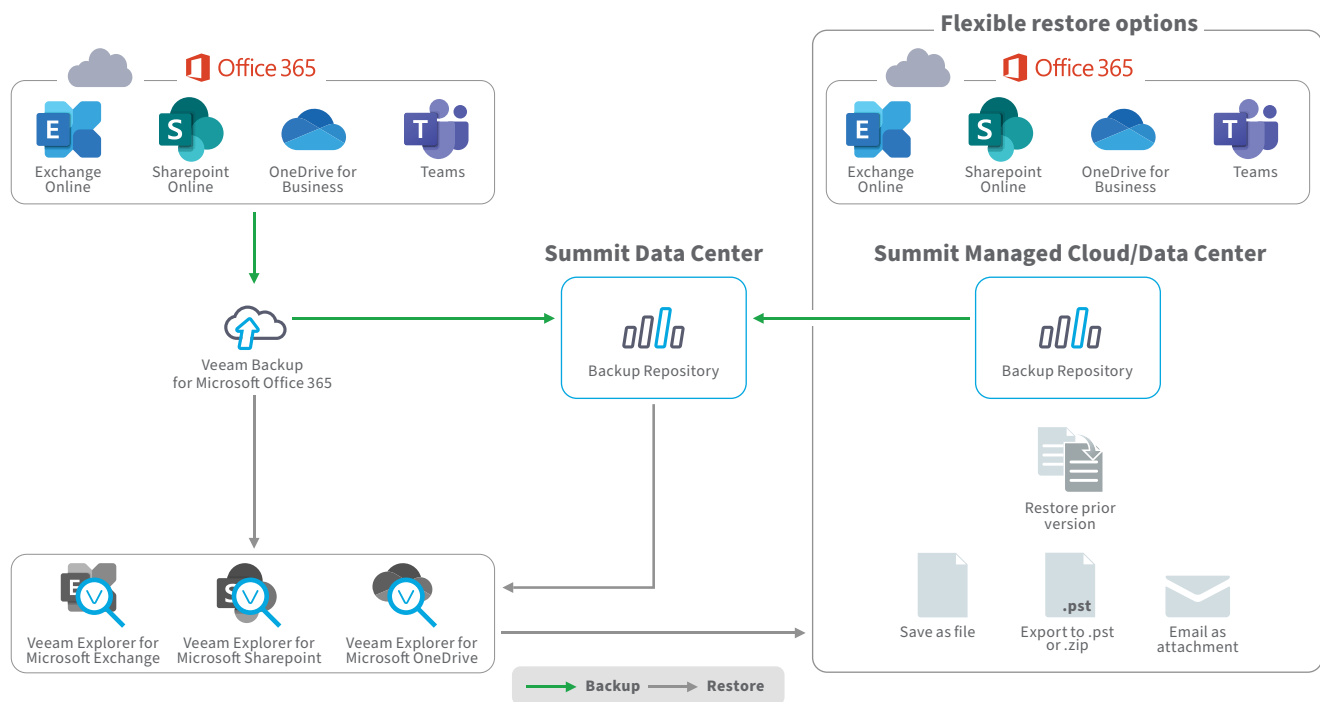 Flexible restore options
Office 365
Office 365
E
S
T
Exchange
Online
Sharepoint
Online
OneDrive for
Business
Teams
E
S
T
Exchange
Online
Sharepoint
Online
OneDrive for
Business
Teams
Summit Data Center
Summit Managed Cloud/Data Center
Veeam Backup
for Microsoft Office 365
Backup Repository
Backup Repository
Restore prior
version
E
S
Veeam Explorer for
Microsoft Exchange
Veeam Explorer for
Microsoft Sharepoint
Veeam Explorer for
Microsoft OneDrive
Save as file
.pst
Export to .pst
or .zip
Email as
attachment
Backup
Restore